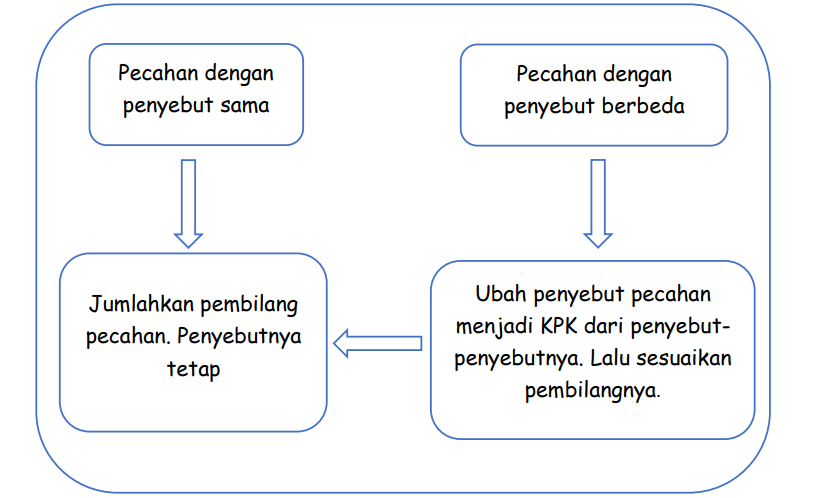 Pecahan dengan
penyebut sama
Pecahan dengan
penyebut berbeda
Jumlahkan pembilang
pecahan. Penyebutnya
tetap
Ubah penyebut pecahan
menjadi KPK dari penyebut-
penyebutnya. Lalu sesuaikan
pembilangnya.